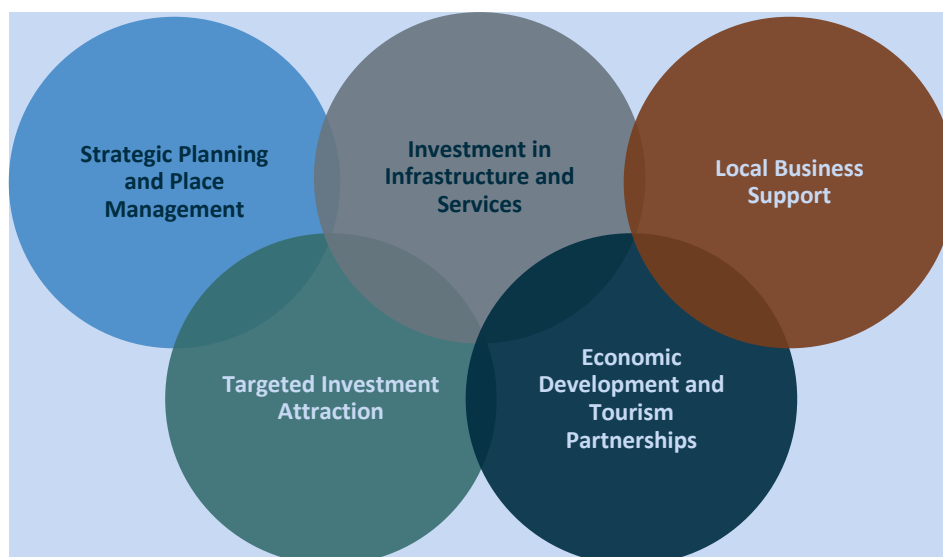 Strategic Planning
and Place
Management
Investment in
Infrastructure and
Services
Local Business
Support
Targeted Investment
Attraction
Economic
Development and
Tourism
Partnerships